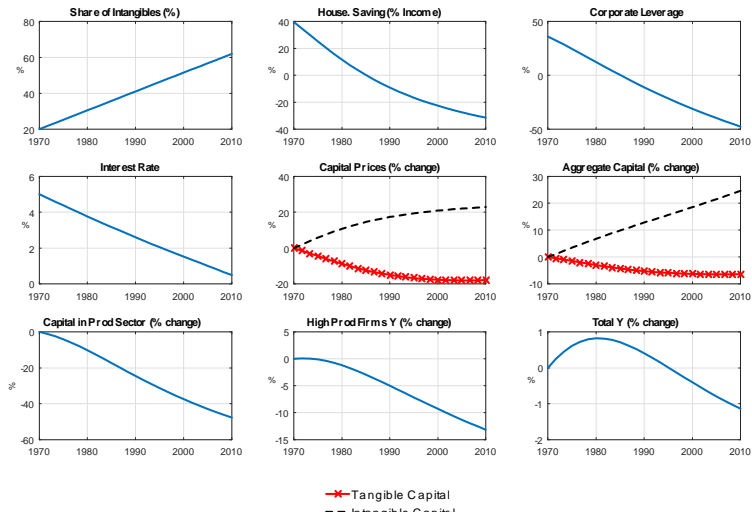 Share of Intangibles (%)
House. Saving (% Income)
Corporate Leverage
80
60
40
20
%
1970 1980 1990 2000 2010
40
20
0
-20
-40
%
1970 1980 1990 2000 2010
50
0
-50
%
1970 1980 1990 2000 2010
Interest Rate
Capital Prices (% change)
Aggregate Capital (% change)
6
4
2
0
%
1970 1980 1990 2000 2010
40
20
0
-20
%
1970 1980 1990 2000 2010
30
20
10
0
-10
%
1970 1980 1990 2000 2010
Capital in Prod Sector (% change)
High Prod Firms Y (% change)
Total Y (% change)
0
-20
-40
-60
%
1970 1980 1990 2000 2010
5
0
-5
-10
-15
%
1970 1980 1990 2000 2010
1
0
-1
-2
%
1970 1980 1990 2000 2010
Tangible Capital
Intangible Capital